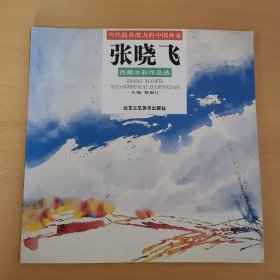 当代最具潜力的中国画家
张晓飞
西藏水彩作品选
ZHANG XIAOFEI
XIZANGSHUICAI ZUOPINXUAN
主编 贾德江
北京工艺美术出版社